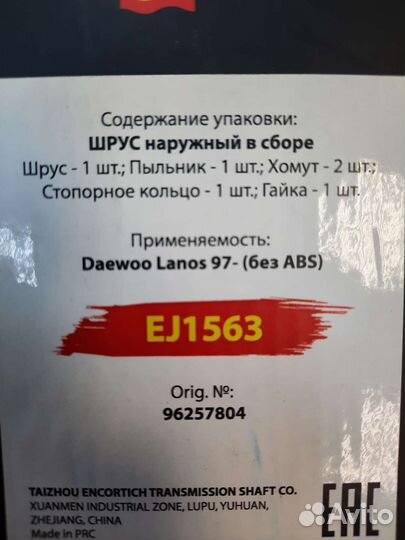 Содержание упаковки:
ШРУС наружный в сборе
Шрус - 1 шт.; Пыльник - 1 шт.; Хомут - 2 шт.;
Стопорное кольцо - 1 шт.; Гайка - 1 шт.
Применяемость:
Daewoo Lanos 97- (без ABS)
EJ1563
Orig. №:
96257804
TAIZHOU ENCORTICH TRANSMISSION SHAFT CO.
XUANMEN INDUSTRIAL ZONE, LUPU, YUHUAN,
ZHEJIANG, CHINA
Made in PRC
EAC
Avito